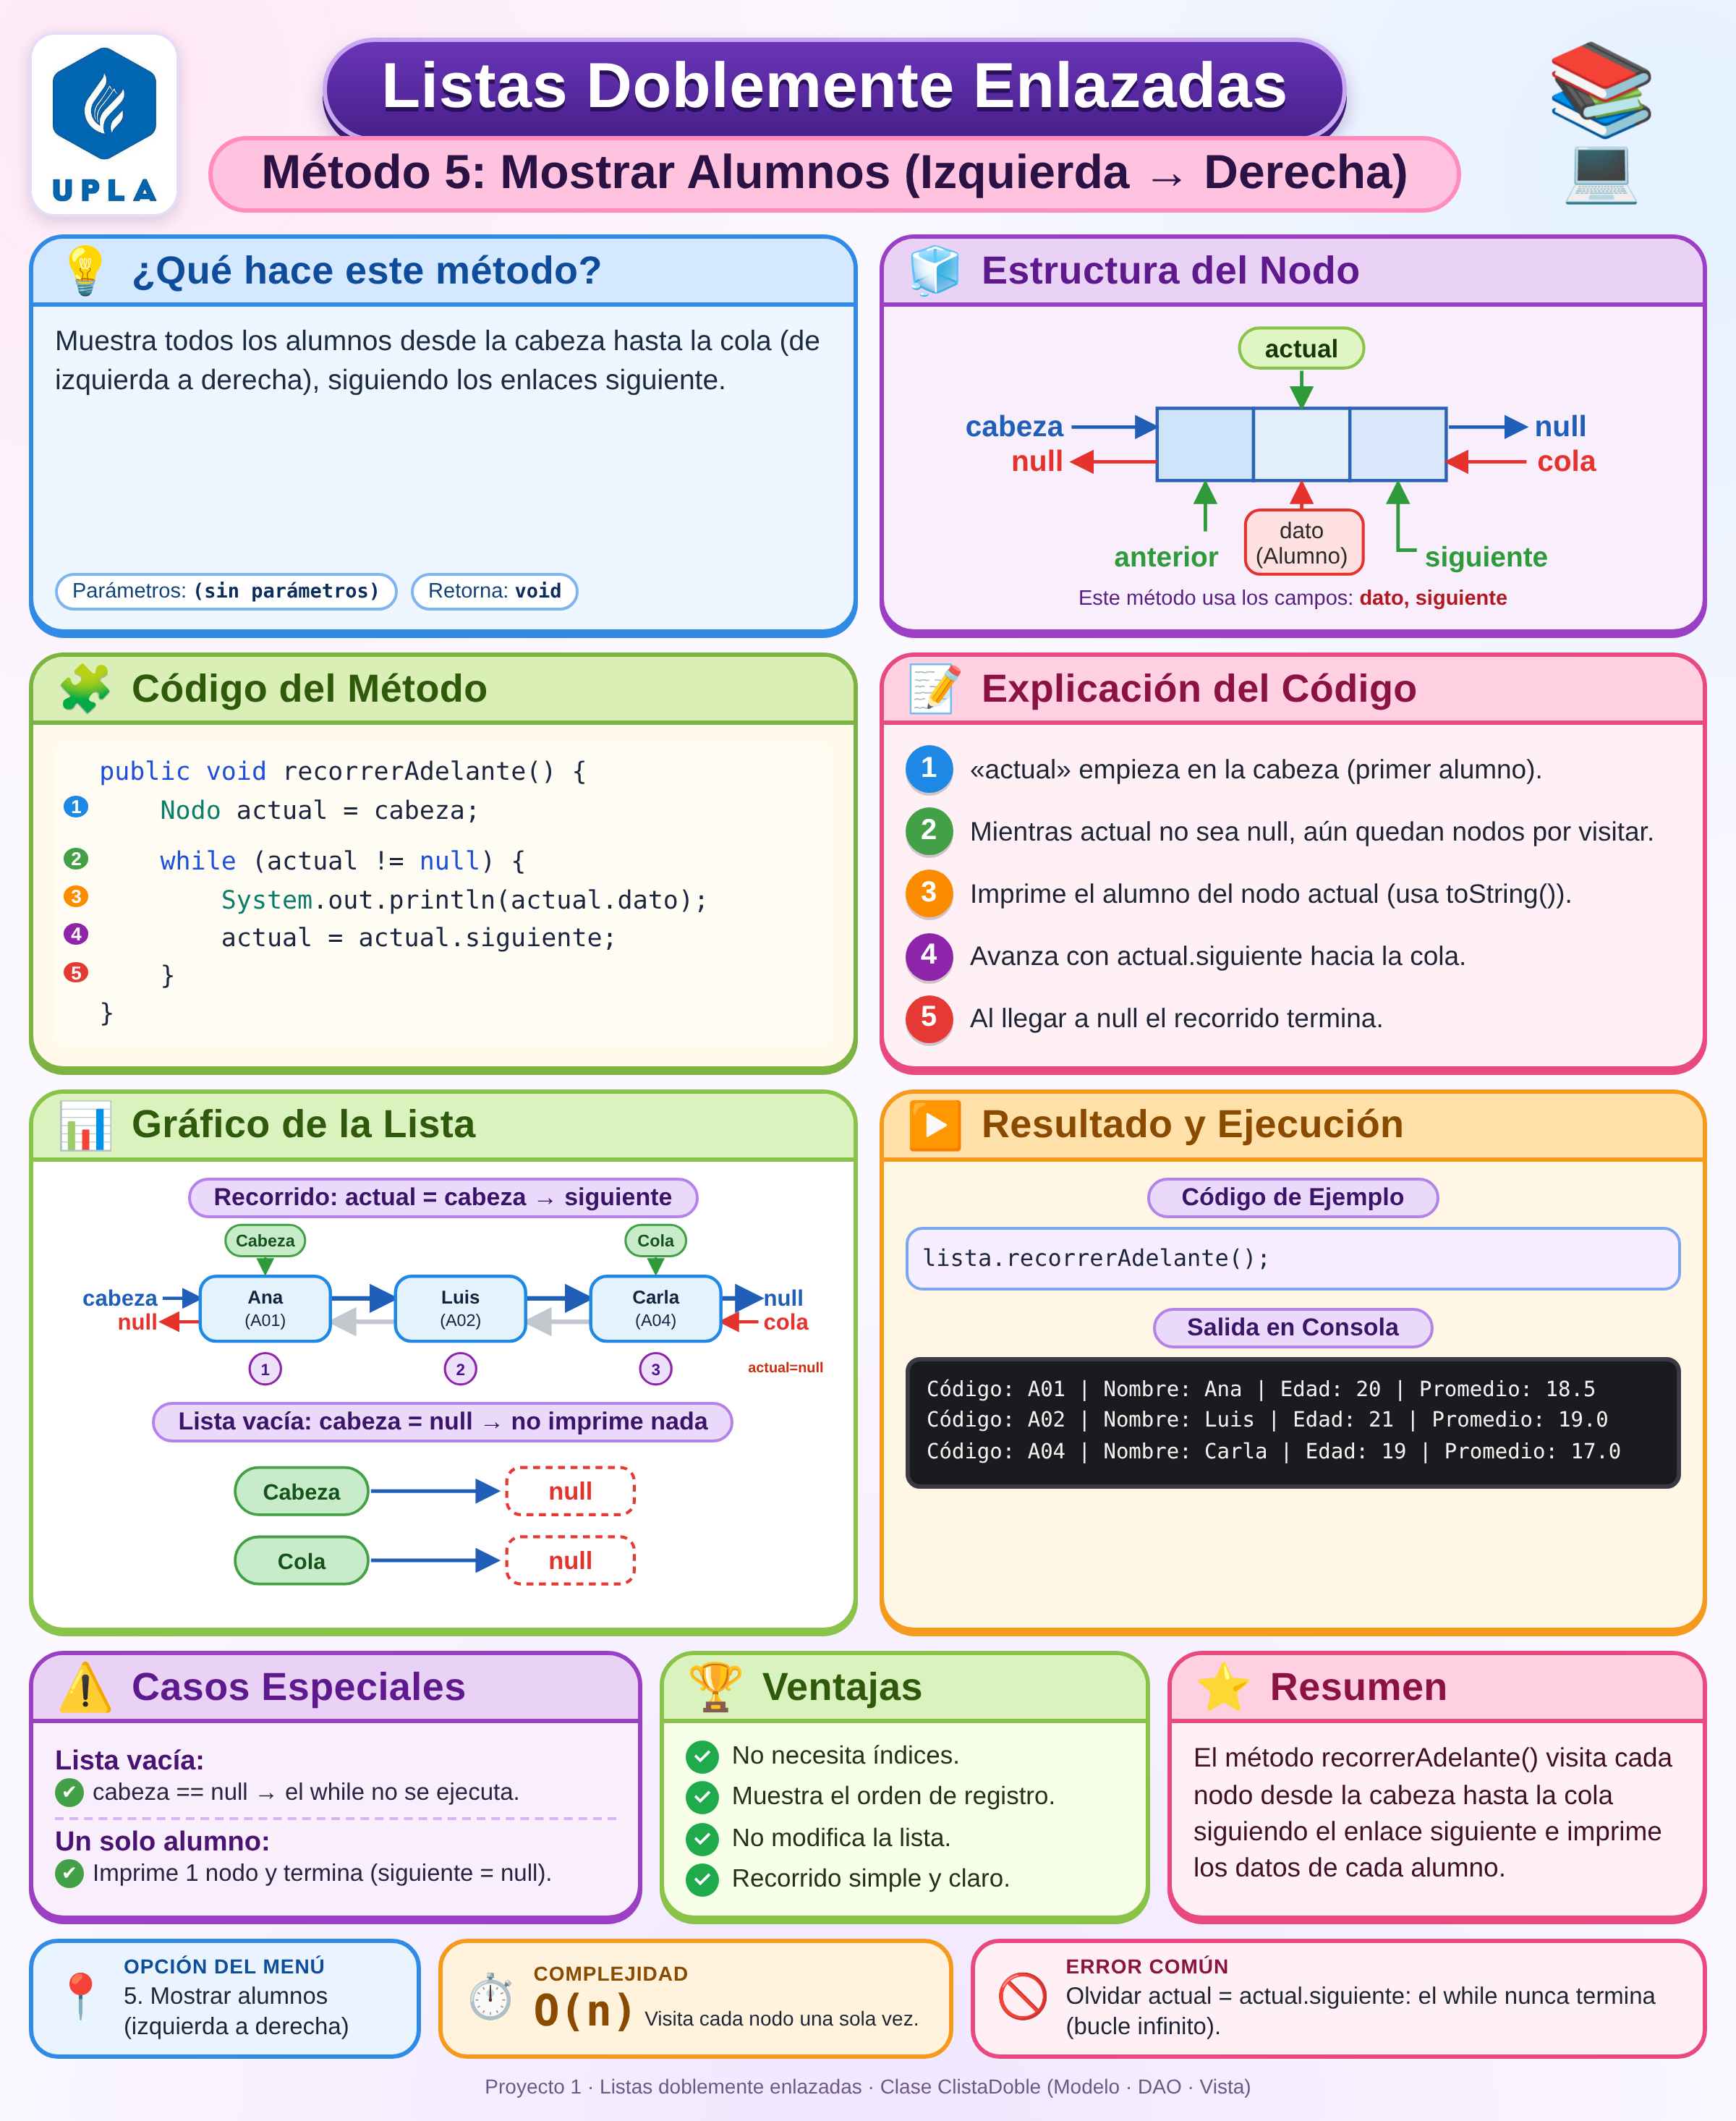 UPLA
Listas Doblemente Enlazadas
Método 5: Mostrar Alumnos (Izquierda → Derecha)
¿Qué hace este método?
Muestra todos los alumnos desde la cabeza hasta la cola (de
izquierda a derecha), siguiendo los enlaces siguiente.
Parámetros: (sin parámetros)
Retorna: void
Estructura del Nodo
actual
cabeza
null
null
cola
anterior
dato
(Alumno)
siguiente
Este método usa los campos: dato, siguiente
Código del Método
public void recorrerAdelante() {
1 Nodo actual = cabeza;
2 while (actual != null) {
3 System.out.println(actual.dato);
4 actual = actual.siguiente;
5 }
}
Explicación del Código
1 «actual» empieza en la cabeza (primer alumno).
2 Mientras actual no sea null, aún quedan nodos por visitar.
3 Imprime el alumno del nodo actual (usa toString()).
4 Avanza con actual.siguiente hacia la cola.
5 Al llegar a null el recorrido termina.
Gráfico de la Lista
Recorrido: actual = cabeza → siguiente
Cabeza
Cola
cabeza
null
Ana
(A01)
Luis
(A02)
Carla
(A04)
null
cola
1
2
3
actual=null
Lista vacía: cabeza = null → no imprime nada
Cabeza
null
Cola
null
Resultado y Ejecución
Código de Ejemplo
lista.recorrerAdelante();
Salida en Consola
Código: A01 | Nombre: Ana | Edad: 20 | Promedio: 18.5
Código: A02 | Nombre: Luis | Edad: 21 | Promedio: 19.0
Código: A04 | Nombre: Carla | Edad: 19 | Promedio: 17.0
Casos Especiales
Lista vacía:
cabeza == null → el while no se ejecuta.
Un solo alumno:
Imprime 1 nodo y termina (siguiente = null).
Ventajas
No necesita índices.
Muestra el orden de registro.
No modifica la lista.
Recorrido simple y claro.
Resumen
El método recorrerAdelante() visita cada
nodo desde la cabeza hasta la cola
siguiendo el enlace siguiente e imprime
los datos de cada alumno.
OPCIÓN DEL MENÚ
5. Mostrar alumnos
(izquierda a derecha)
COMPLEJIDAD
O(n) Visita cada nodo una sola vez.
ERROR COMÚN
Olvidar actual = actual.siguiente: el while nunca termina
(bucle infinito).
Proyecto 1 · Listas doblemente enlazadas · Clase ClistaDoble (Modelo · DAO · Vista)